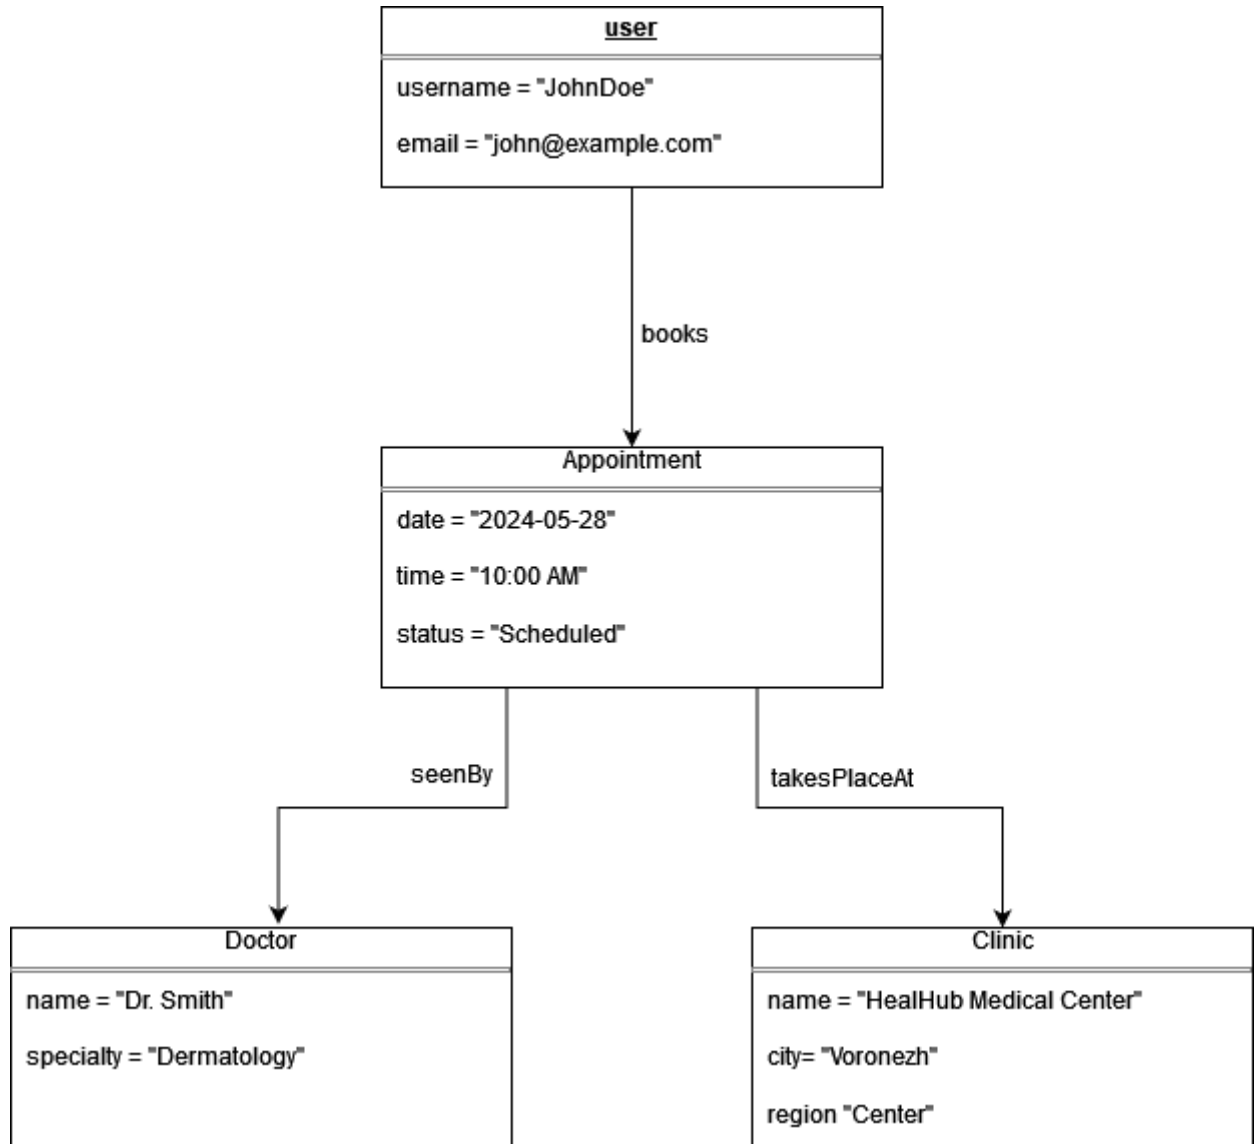 user
username = "JohnDoe"
email = "john@example.com"
books
Appointment
date = "2024-05-28"
time = "10:00 AM"
status = "Scheduled"
seenBy
takesPlaceAt
Doctor
name = "Dr. Smith"
specialty = "Dermatology"
Clinic
name = "HealHub Medical Center"
city= "Voronezh"
region "Center"